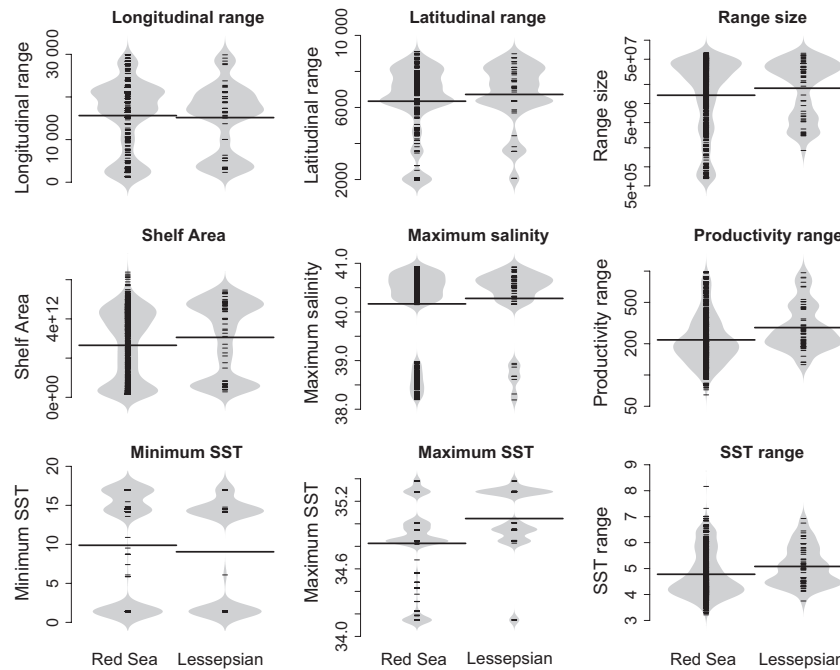 Longitudinal range
Longitudinal range
30 000
10 000
0
Latitudinal range
Latitudinal range
10 000
6000
2000
Range size
Range size
5e+07
5e+06
5e+05
Shelf Area
Shelf Area
4e+12
0e+00
Maximum salinity
Maximum salinity
41.0
40.0
39.0
38.0
Productivity range
Productivity range
500
200
50
Minimum SST
Minimum SST
20
15
10
5
0
Red Sea Lessepsian
Maximum SST
Maximum SST
35.2
34.6
34.0
Red Sea Lessepsian
SST range
SST range
9
8
7
6
5
4
3
Red Sea Lessepsian